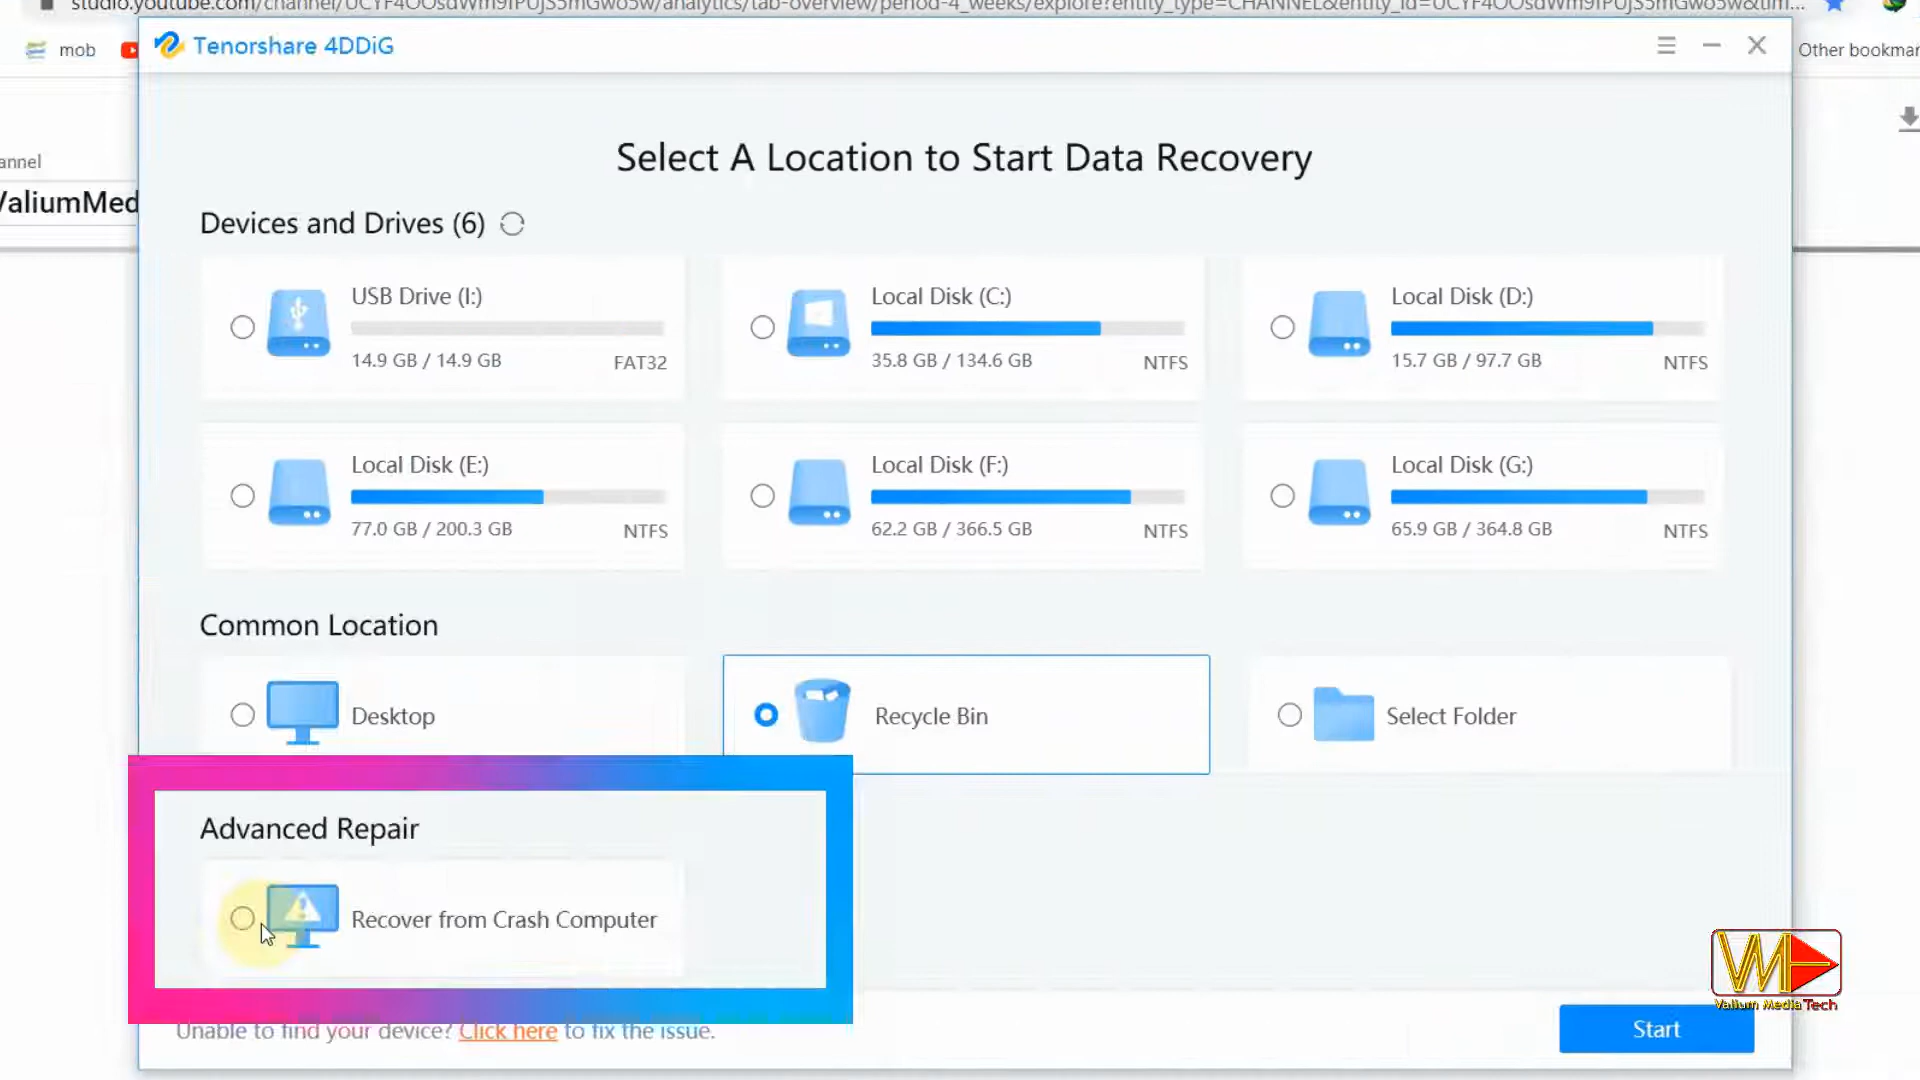 mob
Other bookmar
annel
ValiumMed
Tenorshare 4DDiG
Select A Location to Start Data Recovery
Devices and Drives (6)
USB Drive (I:)
14.9 GB / 14.9 GB FAT32
Local Disk (C:)
35.8 GB / 134.6 GB NTFS
Local Disk (D:)
15.7 GB / 97.7 GB NTFS
Local Disk (E:)
77.0 GB / 200.3 GB NTFS
Local Disk (F:)
62.2 GB / 366.5 GB NTFS
Local Disk (G:)
65.9 GB / 364.8 GB NTFS
Common Location
Desktop
Recycle Bin
Select Folder
Advanced Repair
Recover from Crash Computer
Unable to find your device? Click here to fix the issue.
Start
Valium Media Tech